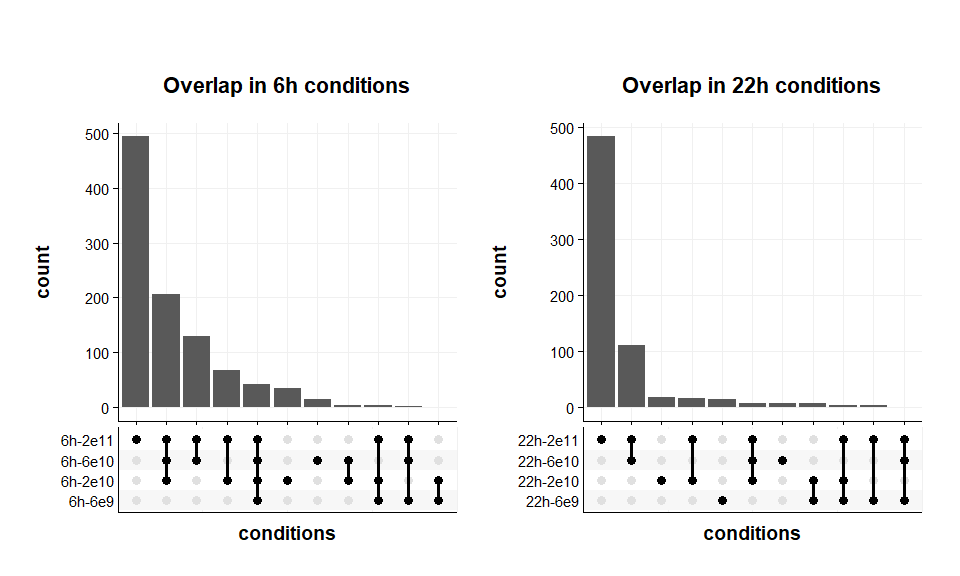 Overlap in 6h conditions
500
400
300
200
100
0
count
6h-2e11
6h-6e10
6h-2e10
6h-6e9
conditions
Overlap in 22h conditions
500
400
300
200
100
0
count
22h-2e11
22h-6e10
22h-2e10
22h-6e9
conditions